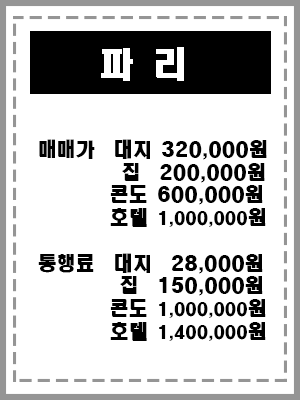 파 리
매매가 대지 320,000원
집 200,000원
콘도 600,000원
호텔 1,000,000원
통행료 대지 28,000원
집 150,000원
콘도 1,000,000원
호텔 1,400,000원